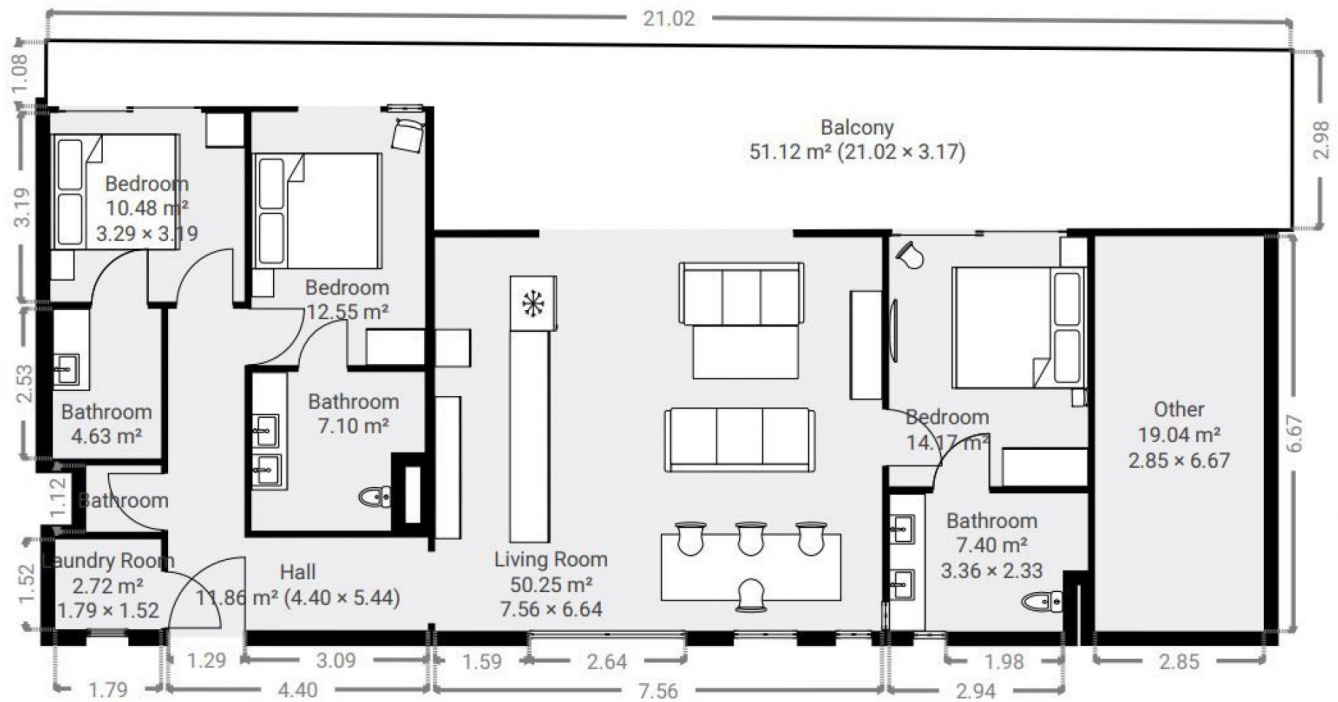 21.02
1.08
2.98
Balcony
51.12 m² (21.02 × 3.17)
3.19
Bedroom
10.48 m²
3.29 × 3.19
Bedroom
12.55 m²
2.53
Bathroom
4.63 m²
Bathroom
7.10 m²
Bedroom
14.17 m²
Other
19.04 m²
2.85 × 6.67
6.67
1.12
Bathroom
Laundry Room
2.72 m²
1.79 × 1.52
1.52
Hall
11.86 m² (4.40 × 5.44)
Living Room
50.25 m²
7.56 × 6.64
Bathroom
7.40 m²
3.36 × 2.33
1.29
3.09
1.59
2.64
1.98
2.85
1.79
4.40
7.56
2.94